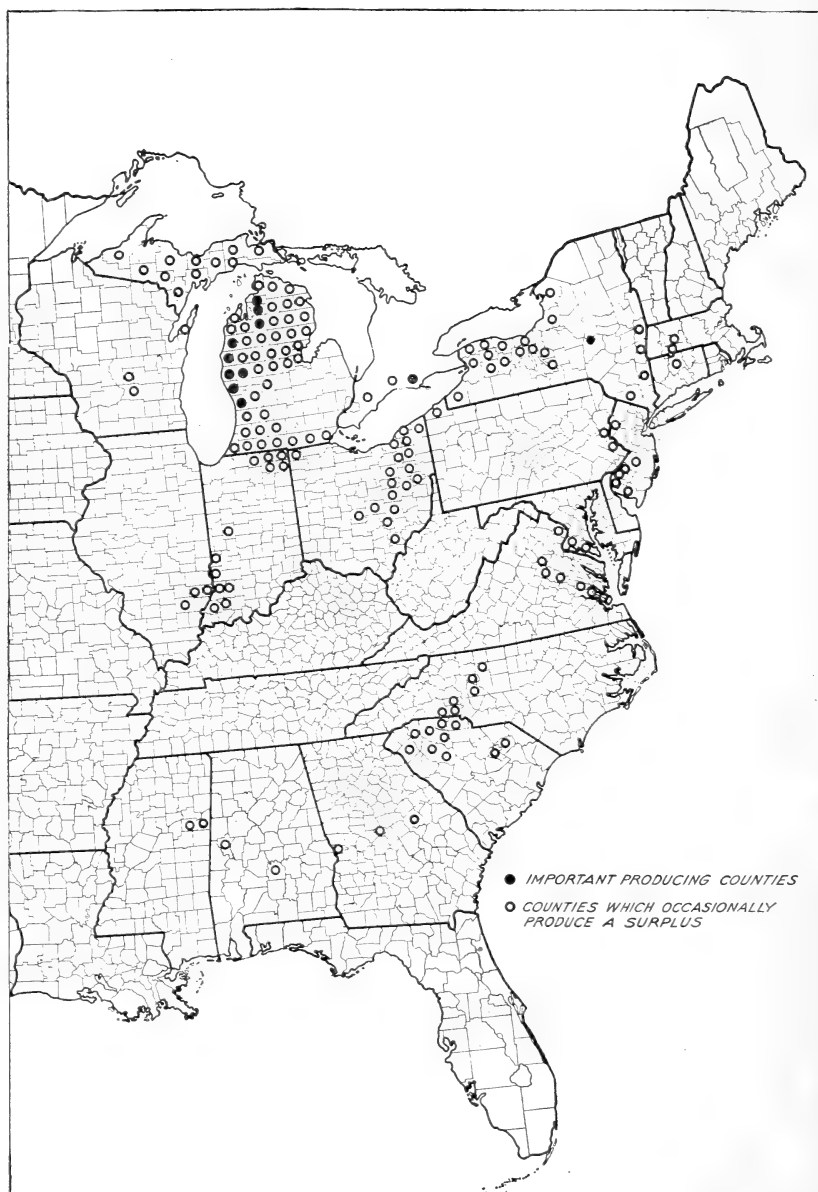 IMPORTANT PRODUCING COUNTIES
COUNTIES WHICH OCCASIONALLY
PRODUCE A SURPLUS